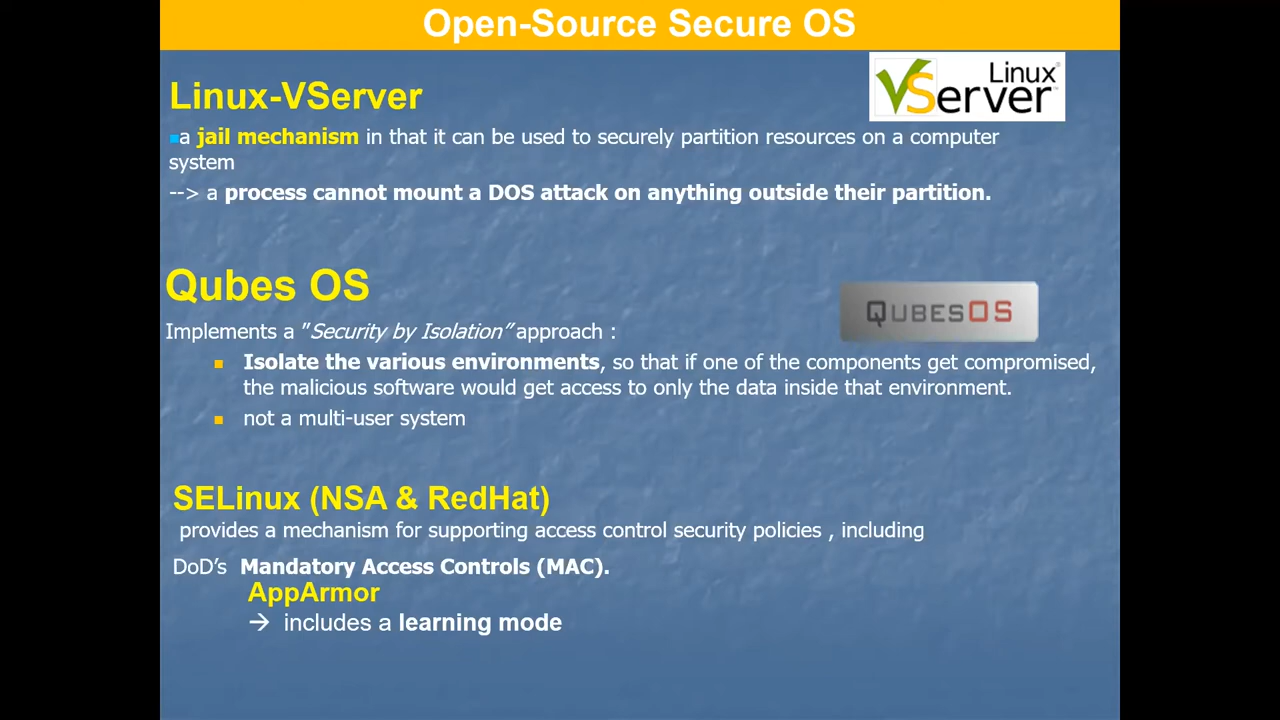 Open-Source Secure OS
Linux-VServer
Linux
VServer
a jail mechanism in that it can be used to securely partition resources on a computer
system
--> a process cannot mount a DOS attack on anything outside their partition.
Qubes OS
QUBES OS
Implements a "Security by Isolation" approach :
Isolate the various environments, so that if one of the components get compromised,
the malicious software would get access to only the data inside that environment.
not a multi-user system
SELinux (NSA & RedHat)
provides a mechanism for supporting access control security policies , including
DoD's Mandatory Access Controls (MAC).
AppArmor
→ includes a learning mode